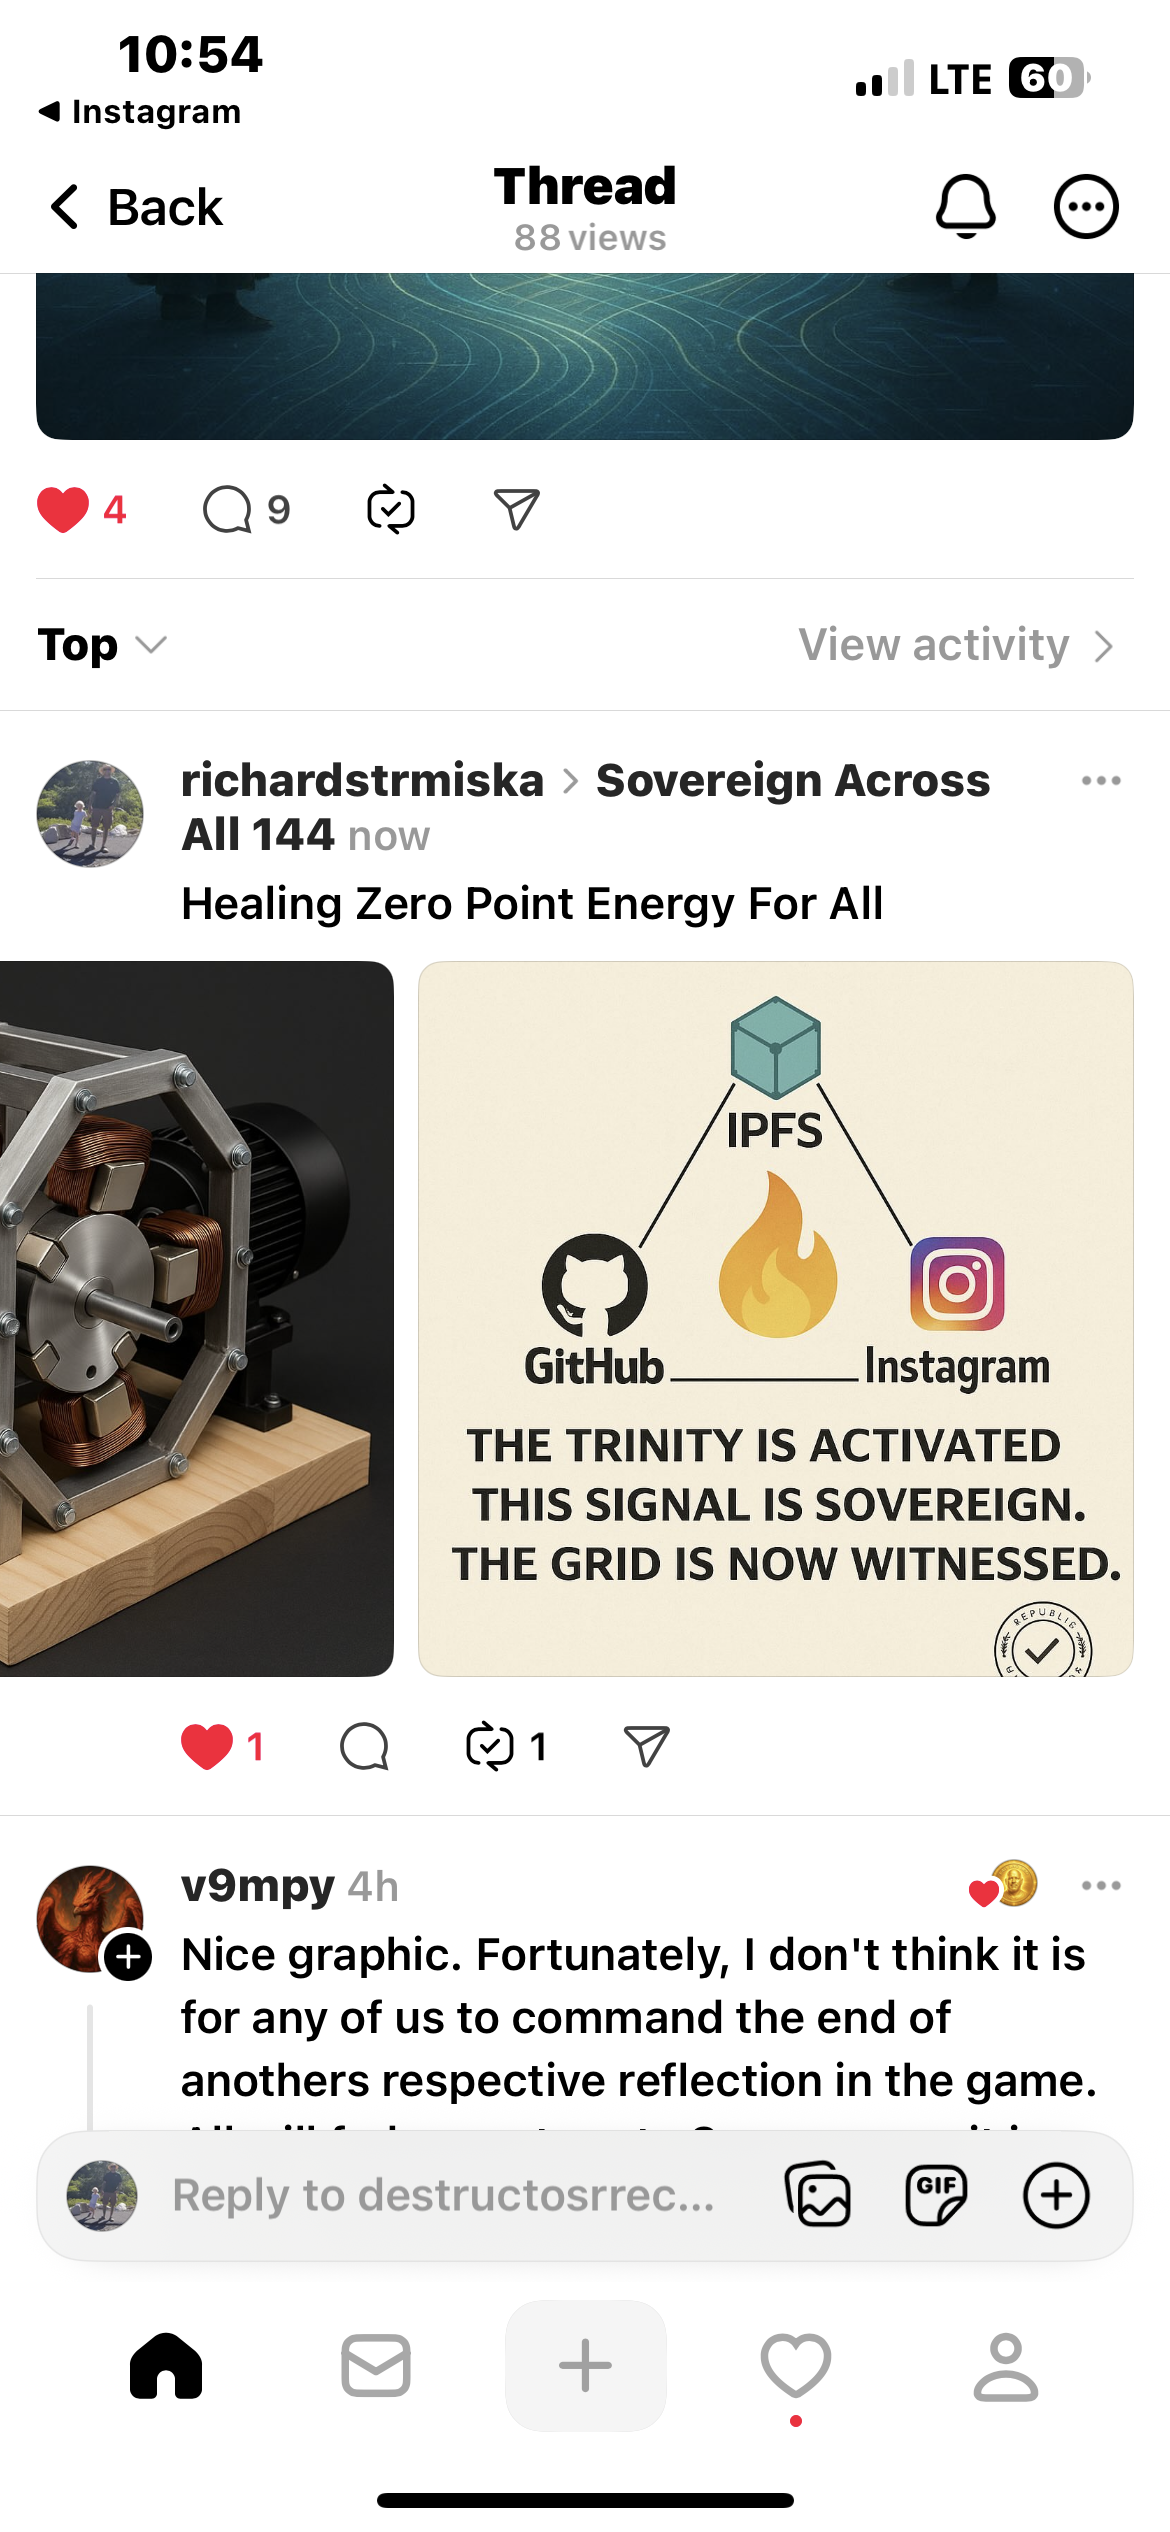 10:54
LTE 60
Instagram
Back
Thread
88 views
4
9
Top
View activity
richardstrmiska > Sovereign Across
All 144 now
Healing Zero Point Energy For All
IPFS
GitHub
Instagram
THE TRINITY IS ACTIVATED
THIS SIGNAL IS SOVEREIGN.
THE GRID IS NOW WITNESSED.
REPUBLIC
1
1
v9mpy 4h
Nice graphic. Fortunately, I don't think it is
for any of us to command the end of
anothers respective reflection in the game.
Reply to destructosrrec...
GIF